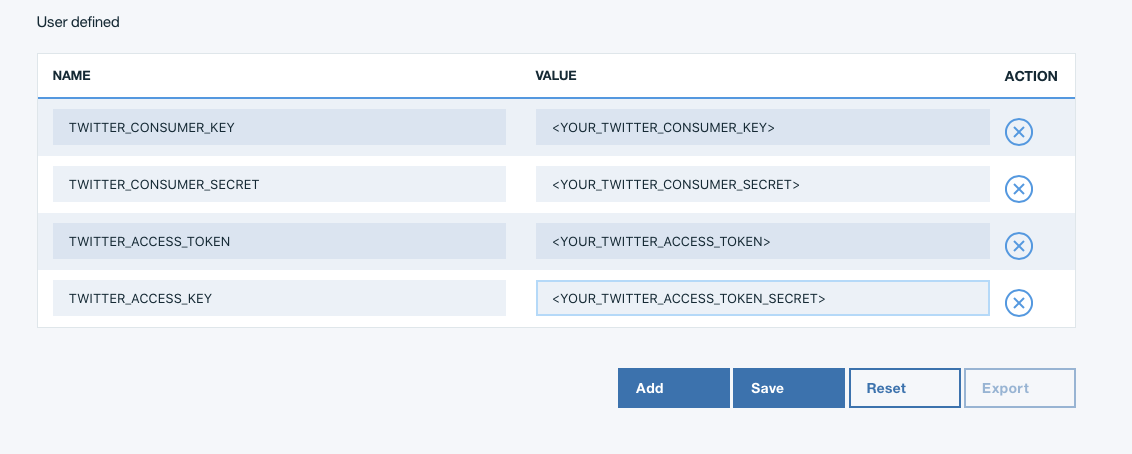 User defined
NAME VALUE ACTION
TWITTER_CONSUMER_KEY <YOUR_TWITTER_CONSUMER_KEY>
TWITTER_CONSUMER_SECRET <YOUR_TWITTER_CONSUMER_SECRET>
TWITTER_ACCESS_TOKEN <YOUR_TWITTER_ACCESS_TOKEN>
TWITTER_ACCESS_KEY <YOUR_TWITTER_ACCESS_TOKEN_SECRET>
Add Save Reset Export